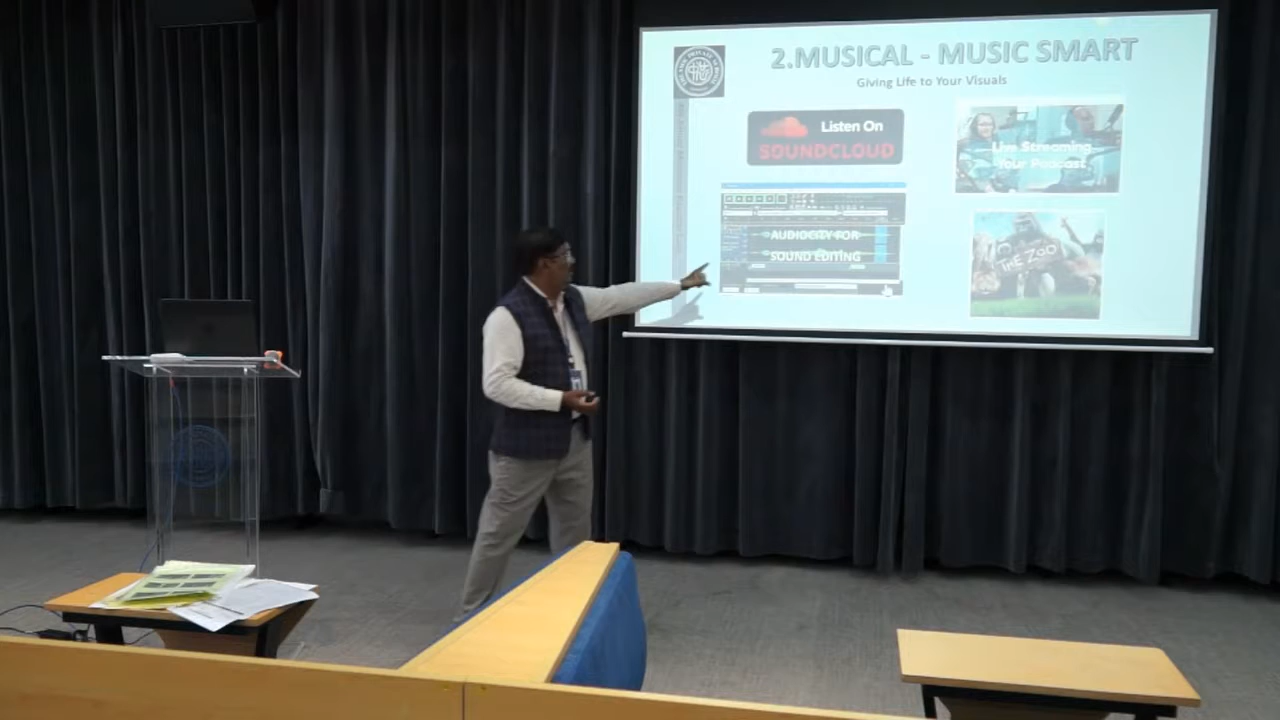 2.MUSICAL - MUSIC SMART
Giving Life to Your Visuals
Listen On
SOUNDCLOUD
Live Streaming
Your Podcast
AUDIOCITY FOR
SOUND EDITING
THE ZOO